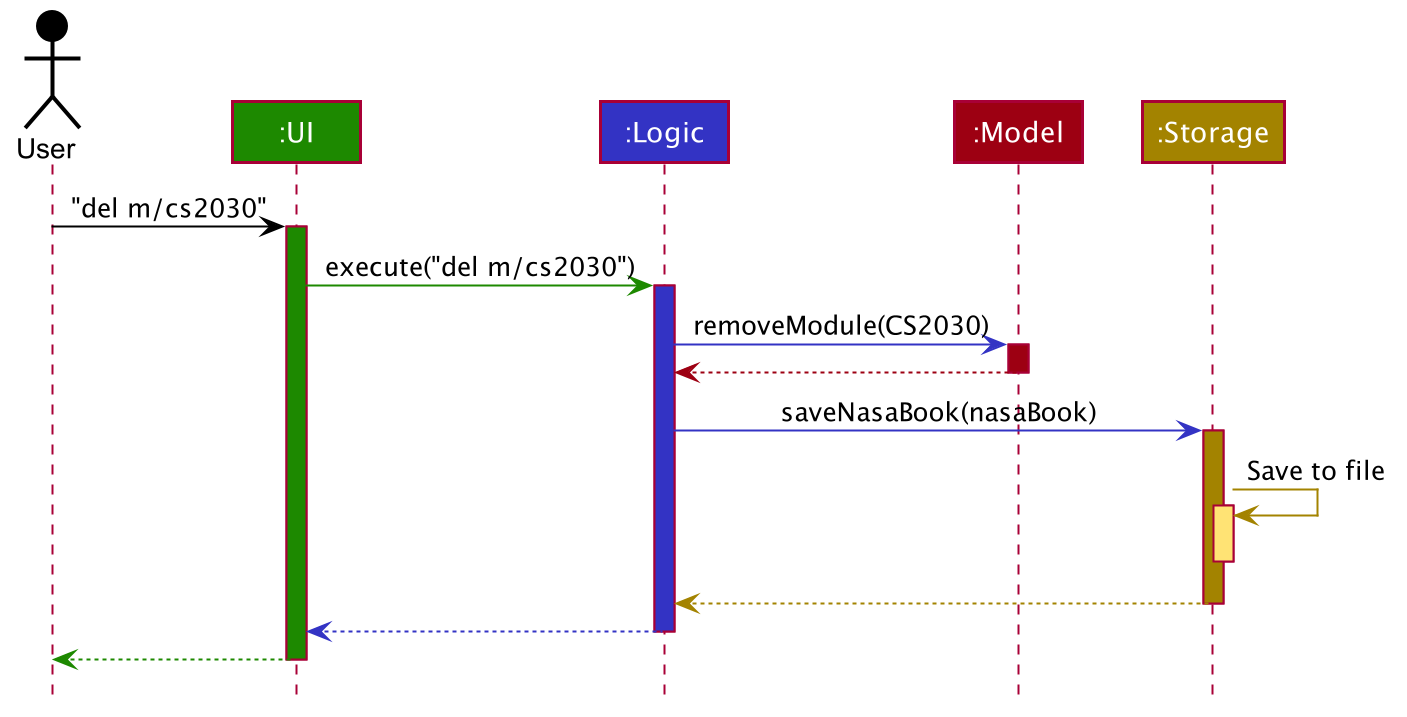 User
:UI
:Logic
:Model
:Storage
"del m/cs2030"
execute("del m/cs2030")
removeModule(CS2030)
saveNasaBook(nasaBook)
Save to file